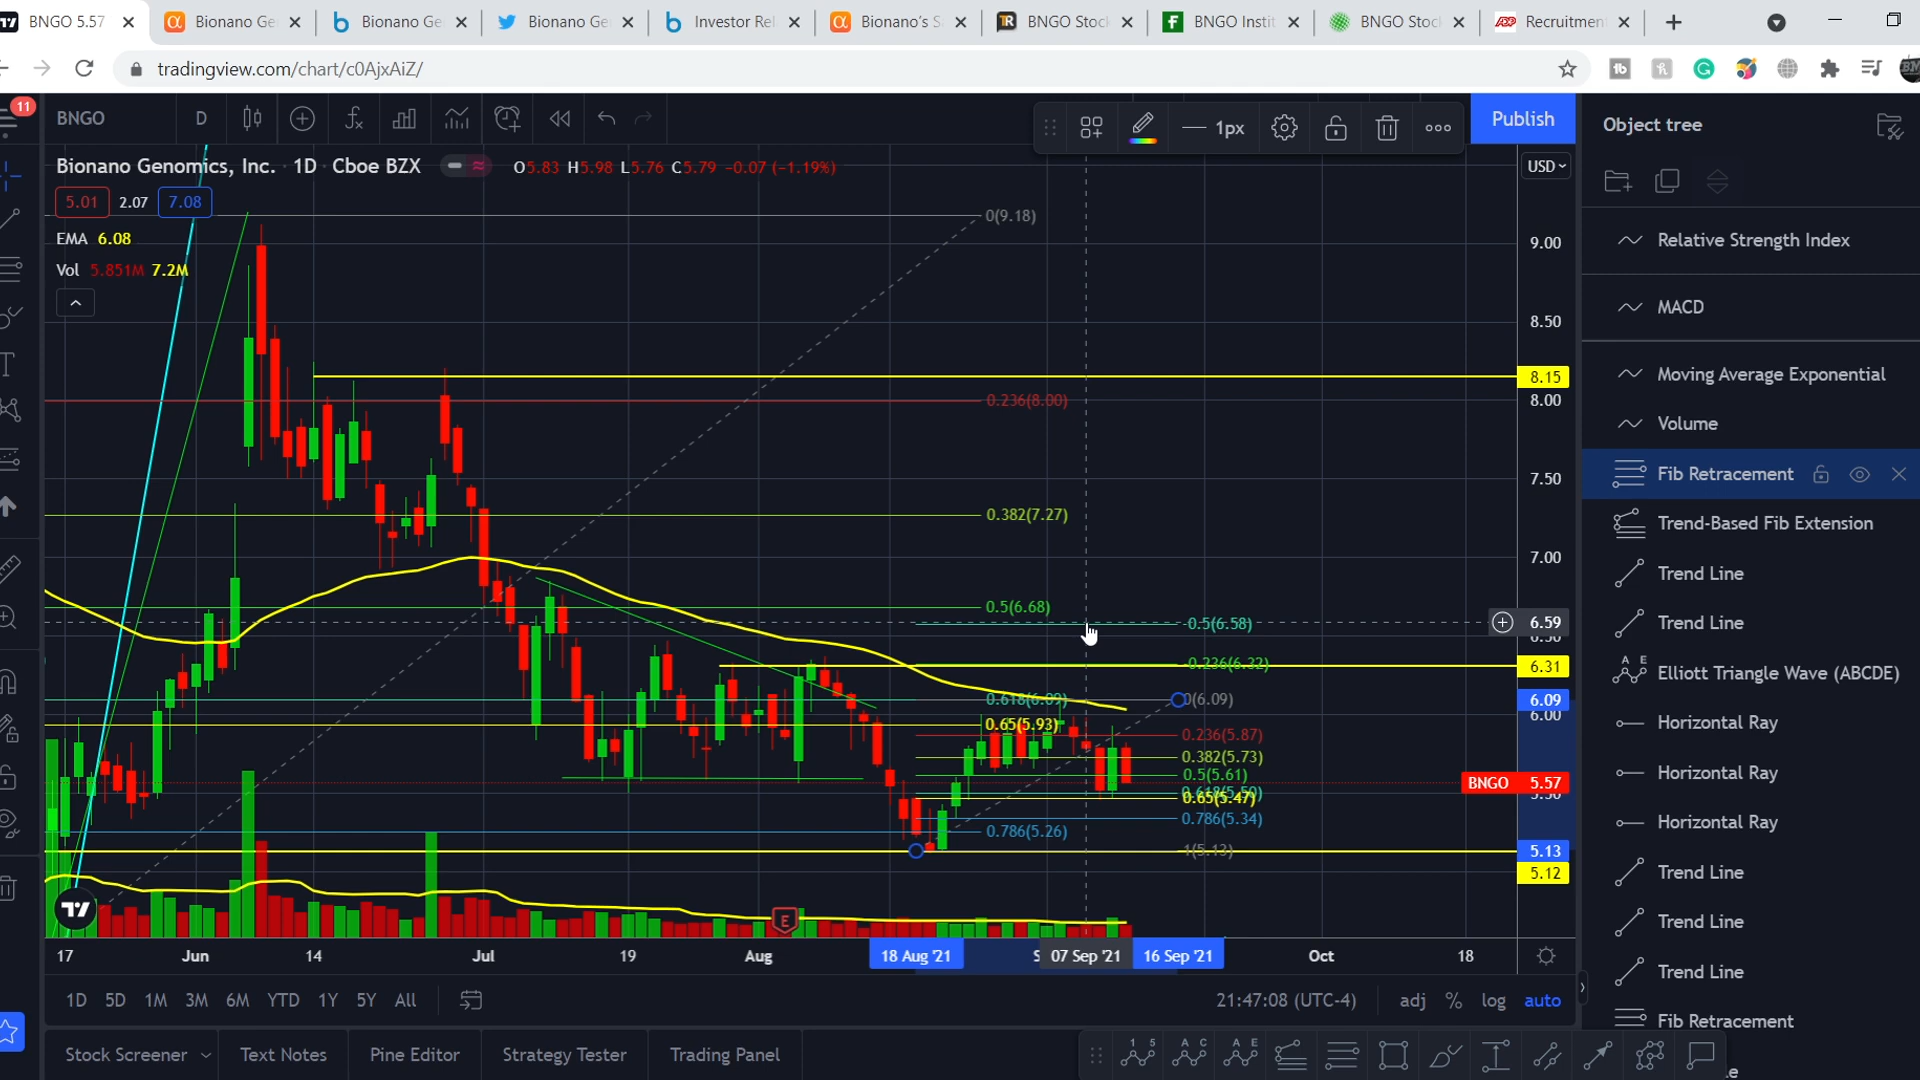 BNGO 5.57
Bionano Ge
Bionano Ge
Bionano Ge
Investor Rel
Bionano's S
BNGO Stock
BNGO Instit
BNGO Stock
Recruitmen
tradingview.com/chart/c0AjxAiZ/
11
BNGO
D
1px
Publish
Object tree
Bionano Genomics, Inc. · 1D · Cboe BZX
O5.83 H5.98 L5.76 C5.79 -0.07 (-1.19%)
USD
5.01 2.07 7.08
EMA 6.08
Vol 5.851M 7.2M
0(9.18)
0.236(8.00)
0.382(7.27)
0.5(6.68)
0.618(6.09)
0.65(5.93)
0.786(5.26)
-0.5(6.58)
-0.236(6.32)
0(6.09)
0.236(5.87)
0.382(5.73)
0.5(5.61)
0.65(5.47)
0.786(5.34)
1(5.13)
9.00
8.50
8.15
8.00
7.50
7.00
6.59
6.31
6.09
6.00
BNGO 5.57
5.13
5.12
Relative Strength Index
MACD
Moving Average Exponential
Volume
Fib Retracement
Trend-Based Fib Extension
Trend Line
Trend Line
Elliott Triangle Wave (ABCDE)
Horizontal Ray
Horizontal Ray
Horizontal Ray
Trend Line
Trend Line
Trend Line
Fib Retracement
E
17 Jun 14 Jul 19 Aug 18 Aug '21 07 Sep '21 16 Sep '21 Oct 18
1D 5D 1M 3M 6M YTD 1Y 5Y All
21:47:08 (UTC-4)
adj % log auto
Stock Screener
Text Notes
Pine Editor
Strategy Tester
Trading Panel